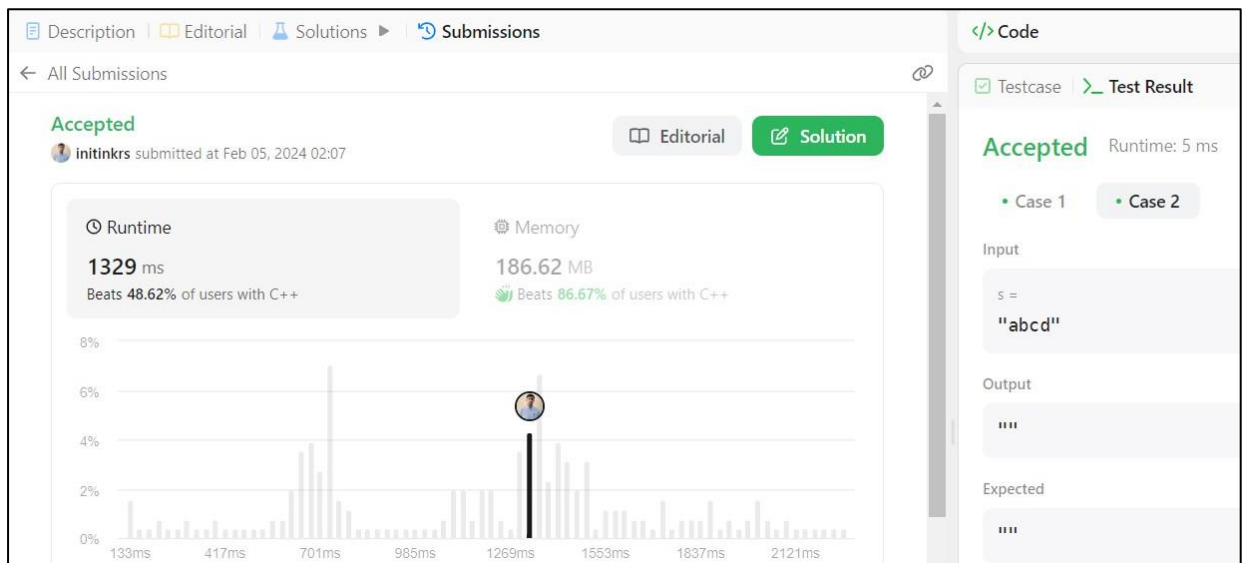 Description Editorial Solutions Submissions
All Submissions
Accepted
initinkrs submitted at Feb 05, 2024 02:07
Editorial
Solution
Runtime
1329 ms
Beats 48.62% of users with C++
Memory
186.62 MB
Beats 86.67% of users with C++
8%
6%
4%
2%
0%
133ms 417ms 701ms 985ms 1269ms 1553ms 1837ms 2121ms
</> Code
Testcase >_ Test Result
Accepted Runtime: 5 ms
• Case 1 • Case 2
Input
s =
"abcd"
Output
""
Expected
""